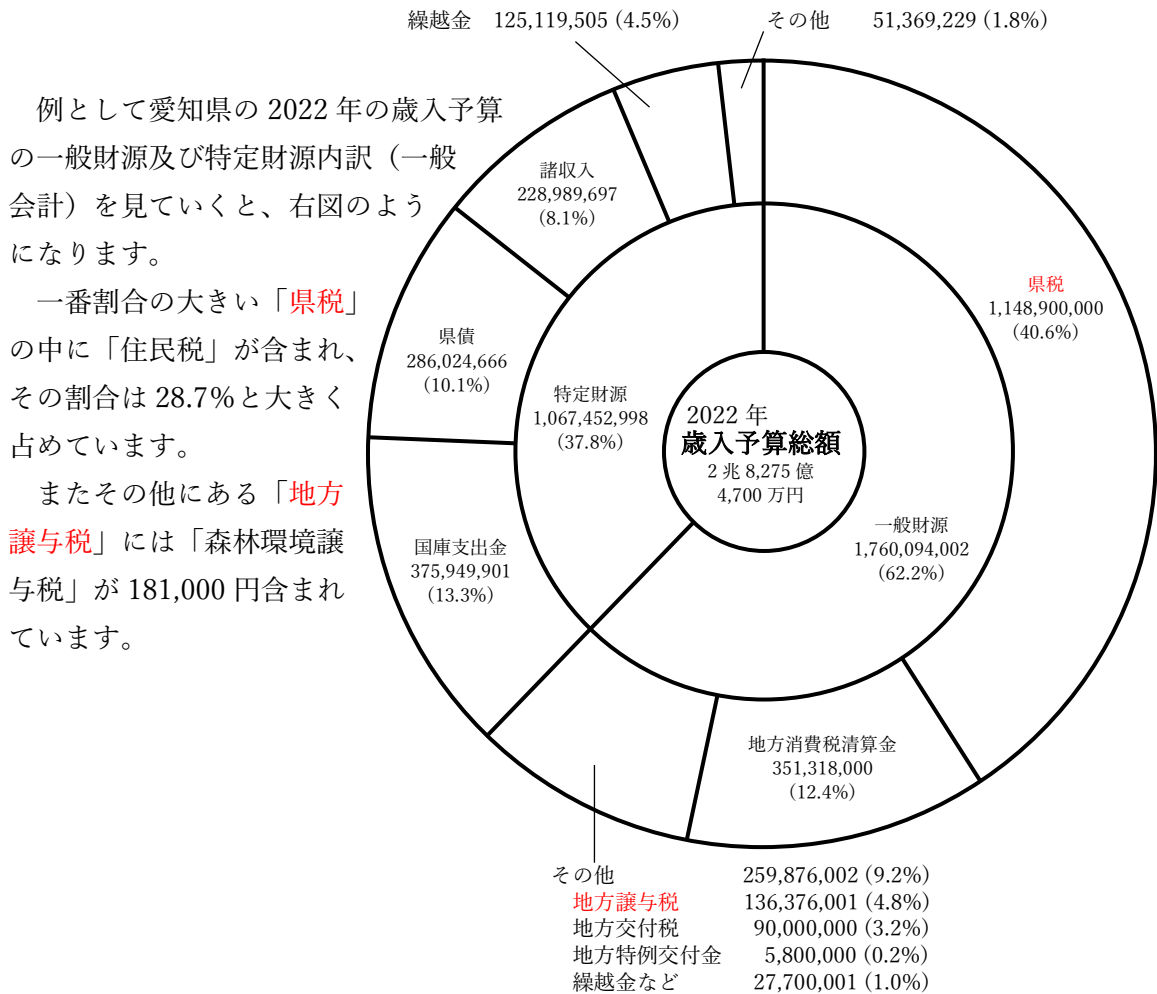 繰越金 125,119,505 (4.5%)
その他 51,369,229 (1.8%)
例として愛知県の 2022 年の歳入予算
の一般財源及び特定財源内訳（一般
会計）を見ていくと、右図のよう
になります。
一番割合の大きい「県税」
の中に「住民税」が含まれ、
その割合は 28.7%と大きく
占めています。
またその他にある「地方
譲与税」には「森林環境譲
与税」が 181,000 円含まれ
ています。
諸収入
228,989,697
(8.1%)
県債
286,024,666
(10.1%)
国庫支出金
375,949,901
(13.3%)
特定財源
1,067,452,998
(37.8%)
2022 年
歳入予算総額
2 兆 8,275 億
4,700 万円
県税
1,148,900,000
(40.6%)
一般財源
1,760,094,002
(62.2%)
地方消費税清算金
351,318,000
(12.4%)
その他 259,876,002 (9.2%)
地方譲与税 136,376,001 (4.8%)
地方交付税 90,000,000 (3.2%)
地方特例交付金 5,800,000 (0.2%)
繰越金など 27,700,001 (1.0%)